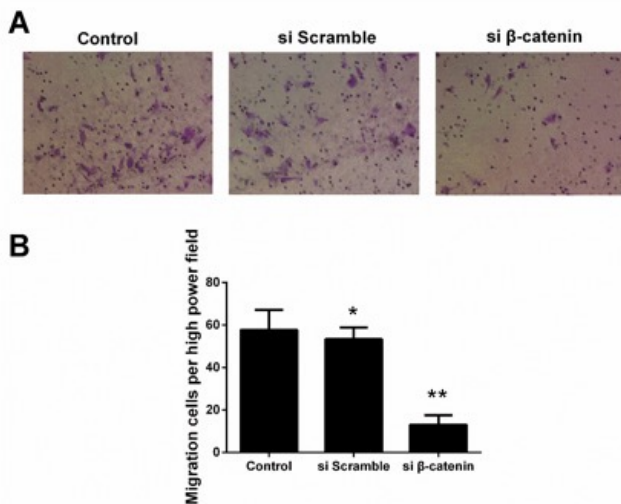 A
Control
si Scramble
si β-catenin
B
Migration cells per high power field
80
60
40
20
0
*
**
Control
si Scramble
si β-catenin